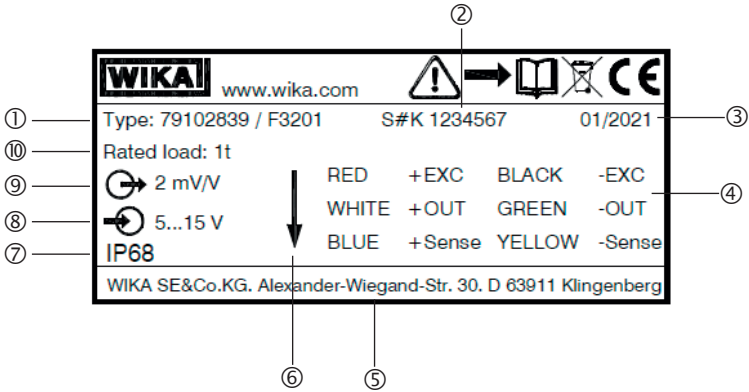 ②
WIKA www.wika.com CE
① Type: 79102839 / F3201 S#K 1234567 01/2021 ③
⑩ Rated load: 1t
⑨ 2 mV/V RED +EXC BLACK -EXC ④
⑧ 5...15 V WHITE +OUT GREEN -OUT
⑦ IP68 BLUE +Sense YELLOW -Sense
WIKA SE&Co.KG. Alexander-Wiegand-Str. 30. D 63911 Klingenberg
⑥ ⑤